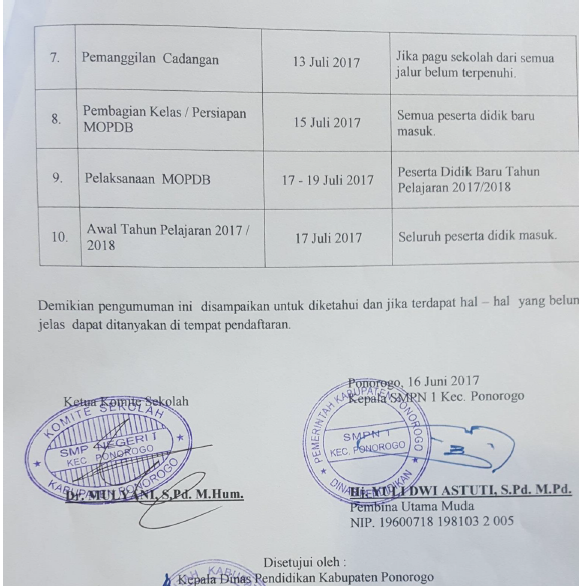 7. Pemanggilan Cadangan 13 Juli 2017 Jika pagu sekolah dari semua
jalur belum terpenuhi.
8. Pembagian Kelas / Persiapan 15 Juli 2017 Semua peserta didik baru
MOPDB masuk.
9. Pelaksanaan MOPDB 17 - 19 Juli 2017 Peserta Didik Baru Tahun
Pelajaran 2017/2018
10. Awal Tahun Pelajaran 2017 / 17 Juli 2017 Seluruh peserta didik masuk.
2018
Demikian pengumuman ini disampaikan untuk diketahui dan jika terdapat hal – hal yang belum
jelas dapat ditanyakan di tempat pendaftaran.
Ponorogo, 16 Juni 2017
Ketua Komite Sekolah
Kepala SMPN 1 Kec. Ponorogo
KOMITE SEKOLAH
SMP NEGERI 1
KEC. PONOROGO
KABUPATEN PONOROGO
PEMERINTAH KABUPATEN PONOROGO
SMPN 1
KEC. PONOROGO
DINAS PENDIDIKAN
Dr. MULYANI, S.Pd. M.Hum.
Hj. YULI DWI ASTUTI, S.Pd. M.Pd.
Pembina Utama Muda
NIP. 19600718 198103 2 005
Disetujui oleh :
Kepala Dinas Pendidikan Kabupaten Ponorogo